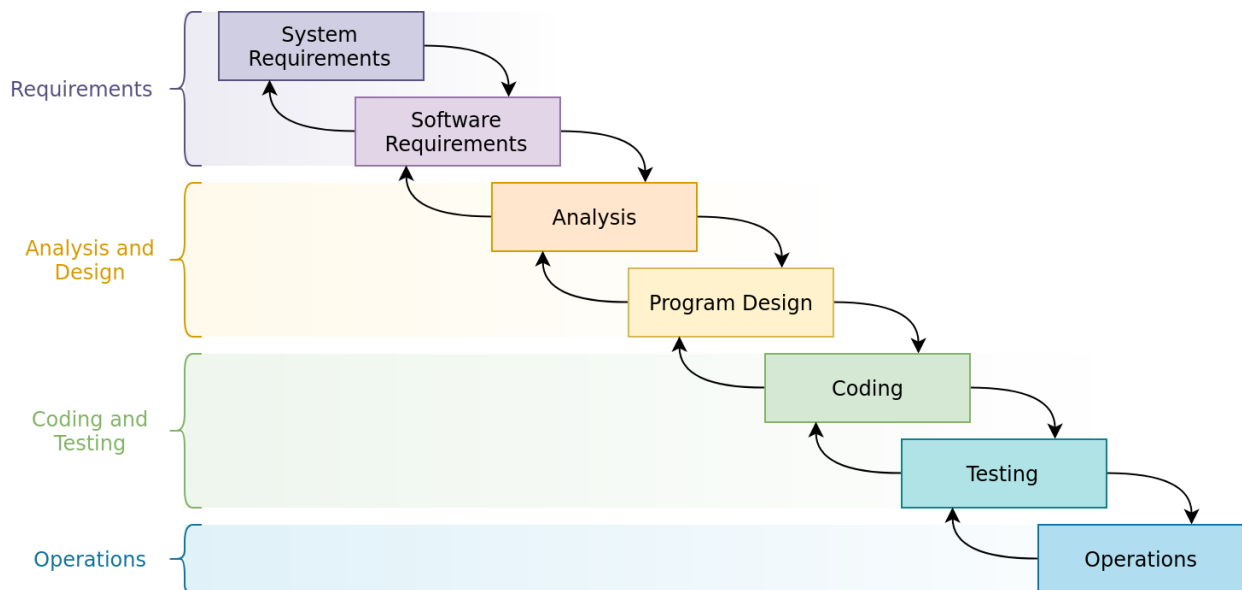 System
Requirements
Requirements
Software
Requirements
Analysis
Analysis and
Design
Program Design
Coding
Coding and
Testing
Testing
Operations
Operations